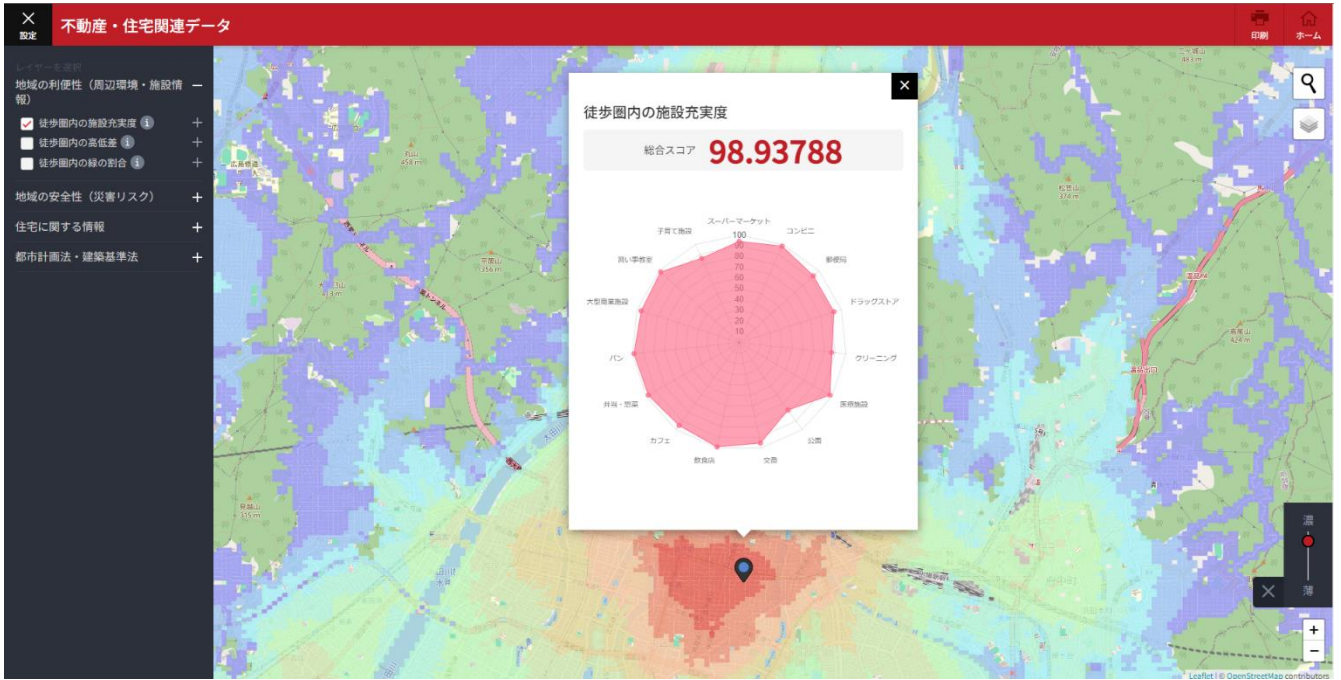 設定
不動産・住宅関連データ
印刷
ホーム
レイヤーを選択
地域の利便性（周辺環境・施設情
報）
徒歩圏内の施設充実度
徒歩圏内の高低差
徒歩圏内の緑の割合
地域の安全性（災害リスク）
住宅に関する情報
都市計画法・建築基準法
徒歩圏内の施設充実度
総合スコア 98.93788
スーパーマーケット
コンビニ
郵便局
ドラッグストア
クリーニング
医療施設
公園
交番
飲食店
カフェ
弁当・惣菜
パン
大型商業施設
習い事教室
子育て施設
100
90
80
70
60
50
40
30
20
10
458 m
356 m
483 m
374 m
424 m
315 m
濃
薄
+
−
Leaflet | © OpenStreetMap contributors